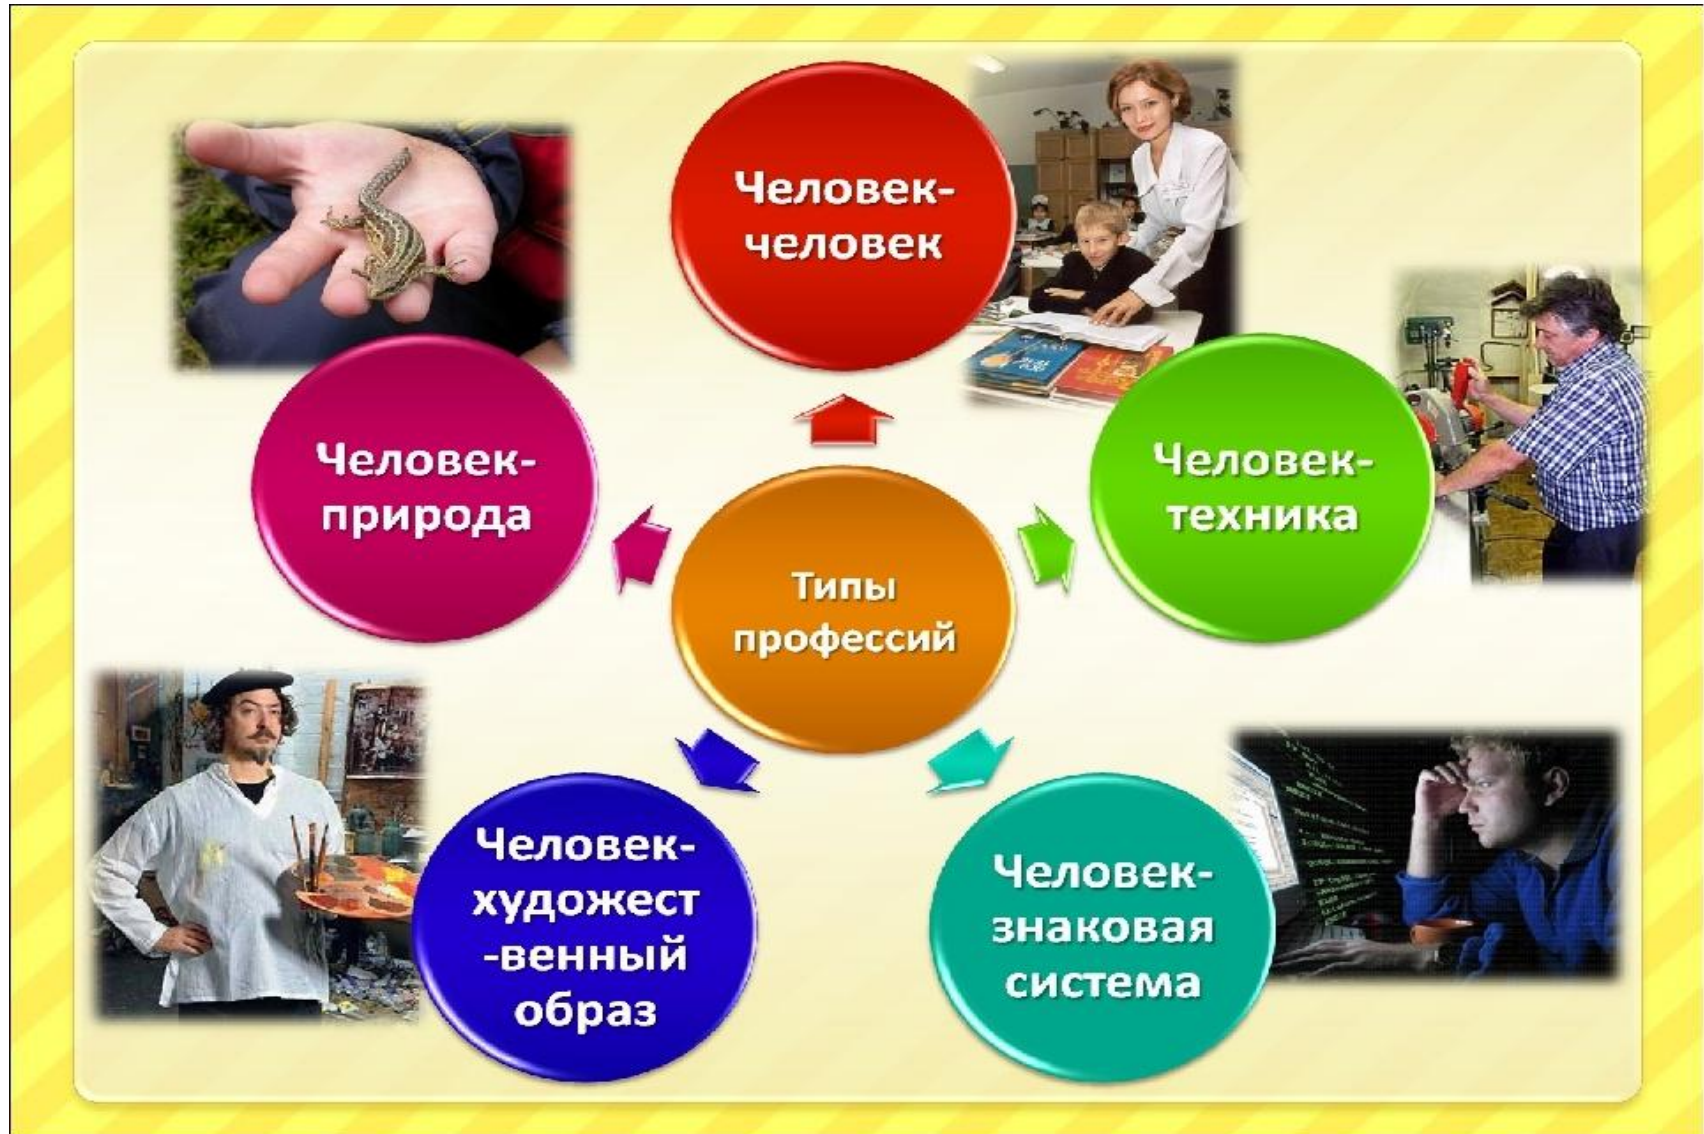 Человек-
человек
Человек-
природа
Человек-
техника
Типы
профессий
Человек-
художест
-венный
образ
Человек-
знаковая
система